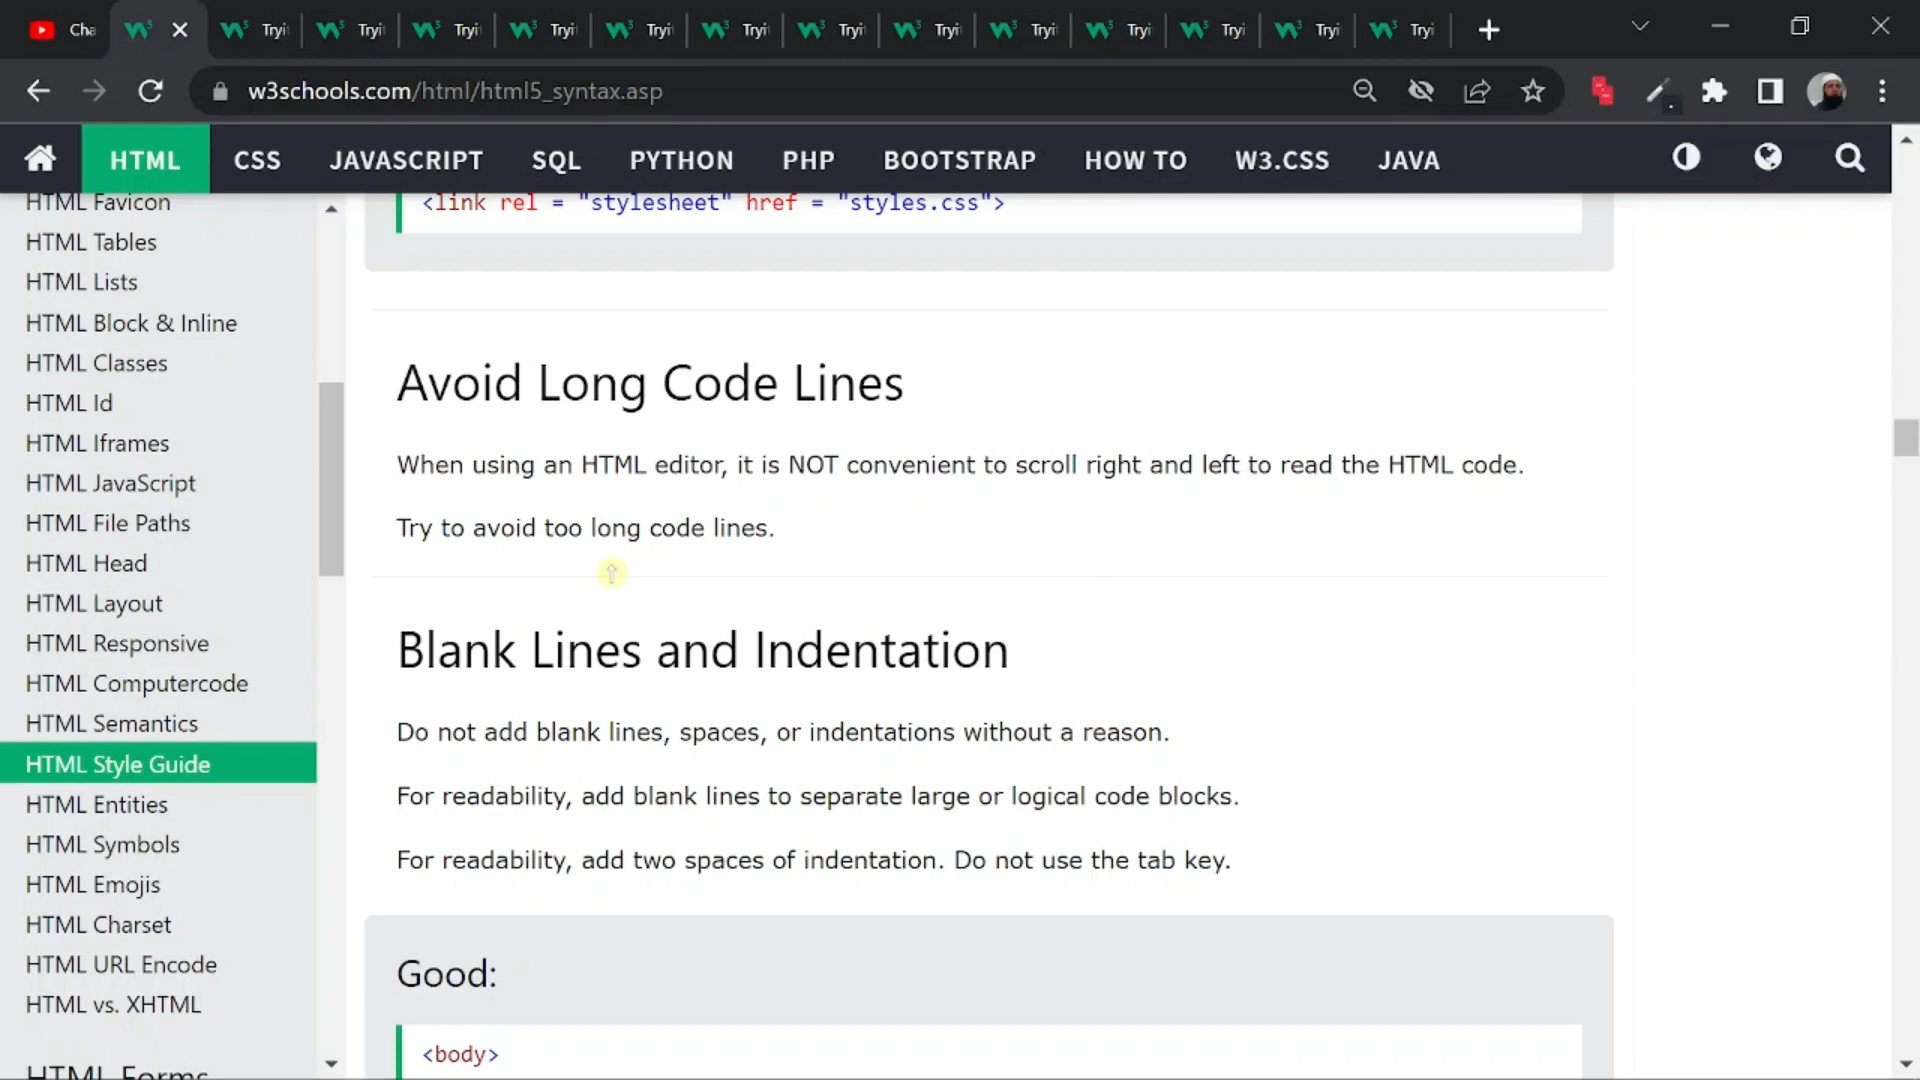 Cha
Tryi
Tryi
Tryi
Tryi
Tryi
Tryi
Tryi
Tryi
Tryi
Tryi
Tryi
Tryi
Tryi
w3schools.com/html/html5_syntax.asp
HTML CSS JAVASCRIPT SQL PYTHON PHP BOOTSTRAP HOW TO W3.CSS JAVA
HTML Favicon
HTML Tables
HTML Lists
HTML Block & Inline
HTML Classes
HTML Id
HTML Iframes
HTML JavaScript
HTML File Paths
HTML Head
HTML Layout
HTML Responsive
HTML Computercode
HTML Semantics
HTML Style Guide
HTML Entities
HTML Symbols
HTML Emojis
HTML Charset
HTML URL Encode
HTML vs. XHTML
HTML Forms
<link rel = "stylesheet" href = "styles.css">
Avoid Long Code Lines
When using an HTML editor, it is NOT convenient to scroll right and left to read the HTML code.
Try to avoid too long code lines.
Blank Lines and Indentation
Do not add blank lines, spaces, or indentations without a reason.
For readability, add blank lines to separate large or logical code blocks.
For readability, add two spaces of indentation. Do not use the tab key.
Good:
<body>